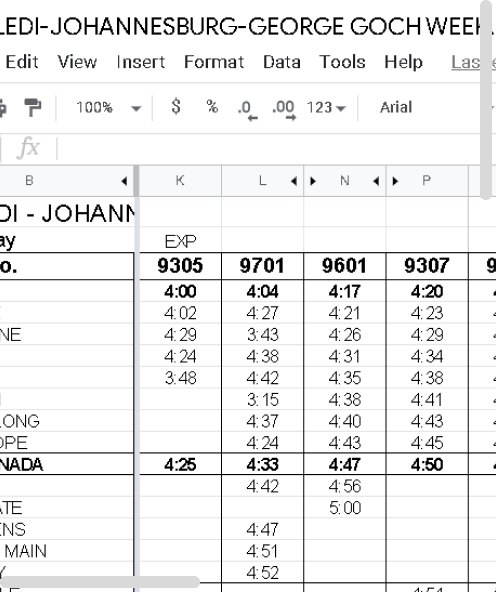 LEDI-JOHANNESBURG-GEORGE GOCH WEEK
Edit View Insert Format Data Tools Help Las
100% $ % .0 .00 123 Arial
fx
B K L N P
DI - JOHANN
ay EXP
o. 9305 9701 9601 9307 9
4:00 4:04 4:17 4:20
4:02 4:27 4:21 4:23
NE 4:29 3:43 4:26 4:29
4:24 4:38 4:31 4:34
3:48 4:42 4:35 4:38
3:15 4:38 4:41
LONG 4:37 4:40 4:43
OPE 4:24 4:43 4:45
NADA 4:25 4:33 4:47 4:50
4:42 4:56
ATE 5:00
ENS 4:47
MAIN 4:51
Y 4:52